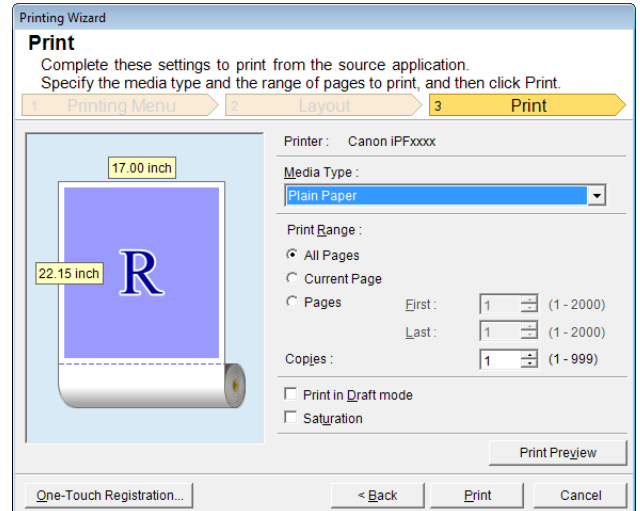 Printing Wizard
Print
Complete these settings to print from the source application.
Specify the media type and the range of pages to print, and then click Print.
1 Printing Menu 2 Layout 3 Print
Printer : Canon iPFxxxx
17.00 inch
Media Type :
Plain Paper
Print Range :
All Pages
22.15 inch
R
Current Page
Pages First : 1 (1 - 2000)
Last : 1 (1 - 2000)
Copies : 1 (1 - 999)
Print in Draft mode
Saturation
Print Preview
One-Touch Registration... < Back Print Cancel